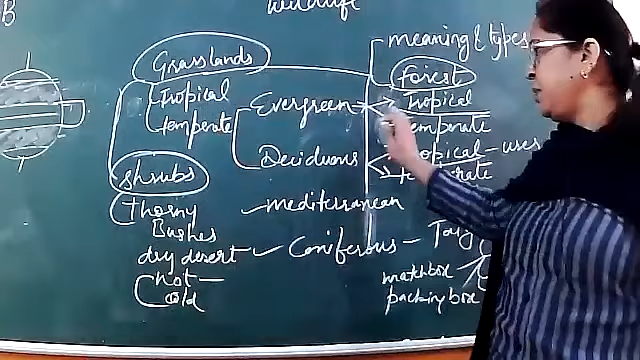 B
wildlife
meaning & types
Grasslands
forest
Tropical
temperate
Evergreen
Tropical
temperate
Deciduous
Tropical - uses
temperate
Shrubs
Thorny
Bushes
mediterranean
dry desert
Coniferous -
hot
cold
matchbox
packing box